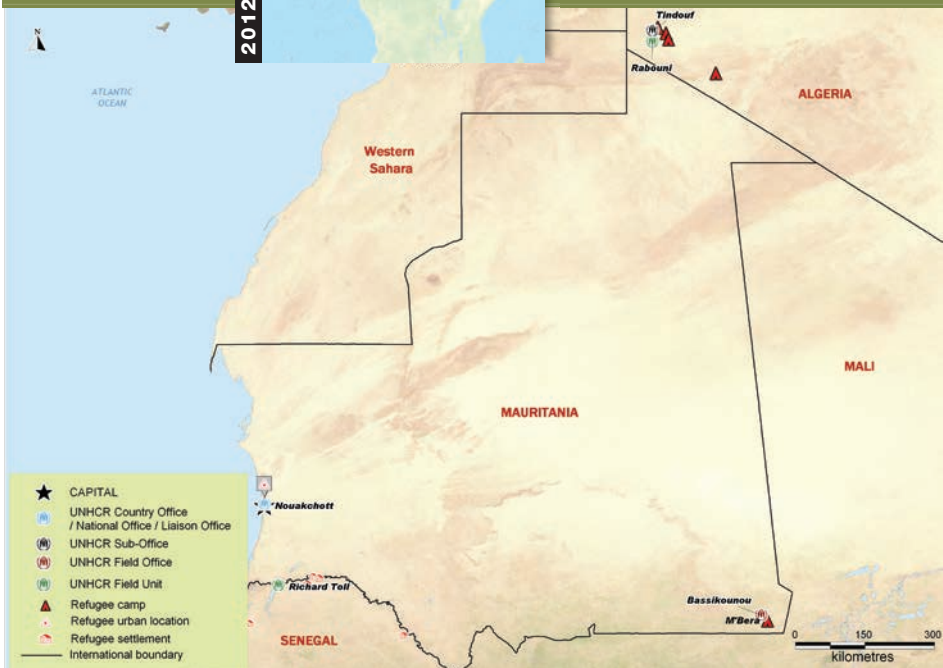 2012
N
ATLANTIC
OCEAN
Tindouf
Rabouni
ALGERIA
Western
Sahara
MALI
MAURITANIA
Nouakchott
Richard Toll
SENEGAL
Bassikounou
M'Bera
CAPITAL
UNHCR Country Office
/ National Office / Liaison Office
UNHCR Sub-Office
UNHCR Field Office
UNHCR Field Unit
Refugee camp
Refugee urban location
Refugee settlement
International boundary
0 150 300
kilometres